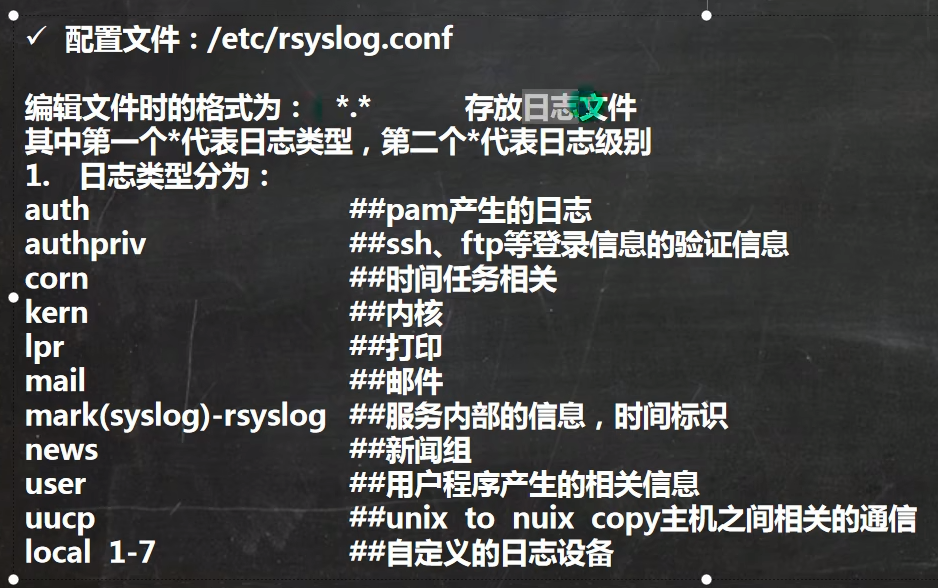 ✓ 配置文件：/etc/rsyslog.conf
编辑文件时的格式为： *.* 存放日志文件
其中第一个*代表日志类型，第二个*代表日志级别
1. 日志类型分为：
auth ##pam产生的日志
authpriv ##ssh、ftp等登录信息的验证信息
corn ##时间任务相关
kern ##内核
lpr ##打印
mail ##邮件
mark(syslog)-rsyslog ##服务内部的信息，时间标识
news ##新闻组
user ##用户程序产生的相关信息
uucp ##unix to nuix copy主机之间相关的通信
local 1-7 ##自定义的日志设备